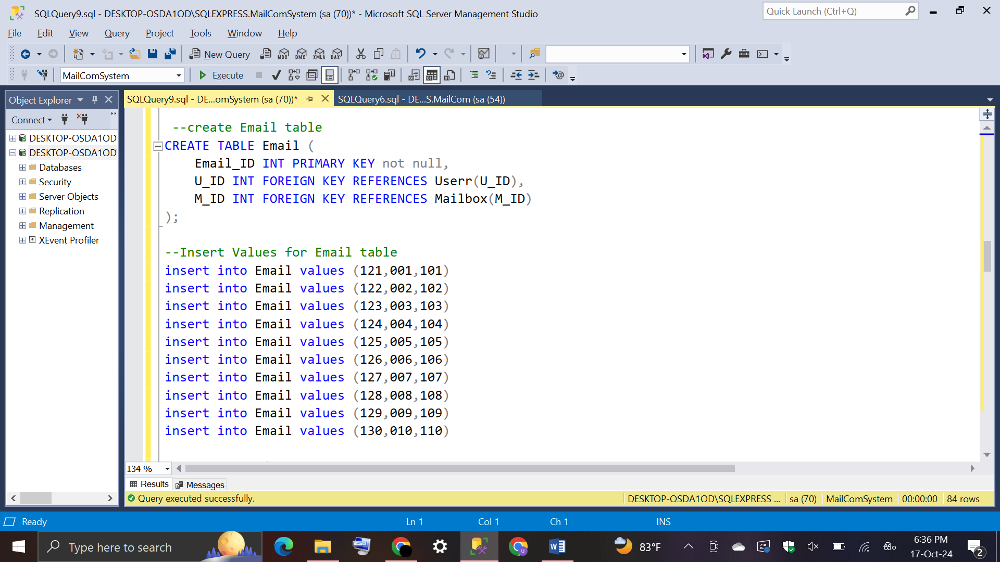 SQLQuery9.sql - DESKTOP-OSDA1OD\SQLEXPRESS.MailComSystem (sa (70))* - Microsoft SQL Server Management Studio
Quick Launch (Ctrl+Q)
File Edit View Query Project Tools Window Help
New Query MDX DMX XMLA DAX
MailComSystem Execute
Object Explorer
SQLQuery9.sql - DE...omSystem (sa (70))* SQLQuery6.sql - DE...S.MailCom (sa (54))
Connect
DESKTOP-OSDA1OD\
DESKTOP-OSDA1OD\
Databases
Security
Server Objects
Replication
Management
XEvent Profiler
--create Email table
CREATE TABLE Email (
Email_ID INT PRIMARY KEY not null,
U_ID INT FOREIGN KEY REFERENCES Userr(U_ID),
M_ID INT FOREIGN KEY REFERENCES Mailbox(M_ID)
);
--Insert Values for Email table
insert into Email values (121,001,101)
insert into Email values (122,002,102)
insert into Email values (123,003,103)
insert into Email values (124,004,104)
insert into Email values (125,005,105)
insert into Email values (126,006,106)
insert into Email values (127,007,107)
insert into Email values (128,008,108)
insert into Email values (129,009,109)
insert into Email values (130,010,110)
134 %
Results Messages
Query executed successfully. DESKTOP-OSDA1OD\SQLEXPRESS ... sa (70) MailComSystem 00:00:00 84 rows
Ready Ln 1 Col 1 Ch 1 INS
Type here to search
83°F
6:36 PM
17-Oct-24
2